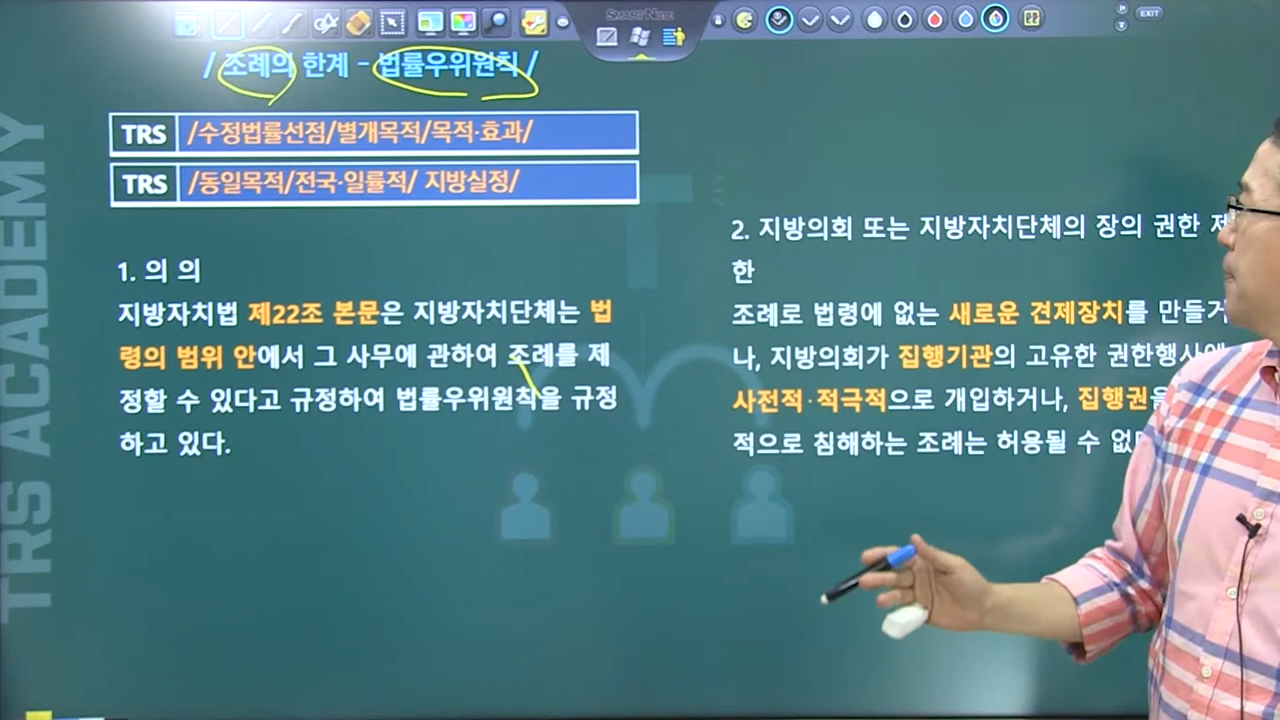 SMART NOTE
EXIT
/ 조례의 한계 - 법률우위원칙 /
TRS /수정법률선점/별개목적/목적·효과/
TRS /동일목적/전국·일률적/ 지방실정/
1. 의 의
지방자치법 제22조 본문은 지방자치단체는 법
령의 범위 안에서 그 사무에 관하여 조례를 제
정할 수 있다고 규정하여 법률우위원칙을 규정
하고 있다.
2. 지방의회 또는 지방자치단체의 장의 권한 제
한
조례로 법령에 없는 새로운 견제장치를 만들거
나, 지방의회가 집행기관의 고유한 권한행사에
사전적·적극적으로 개입하거나, 집행권을
적으로 침해하는 조례는 허용될 수 없
TRS ACADEMY